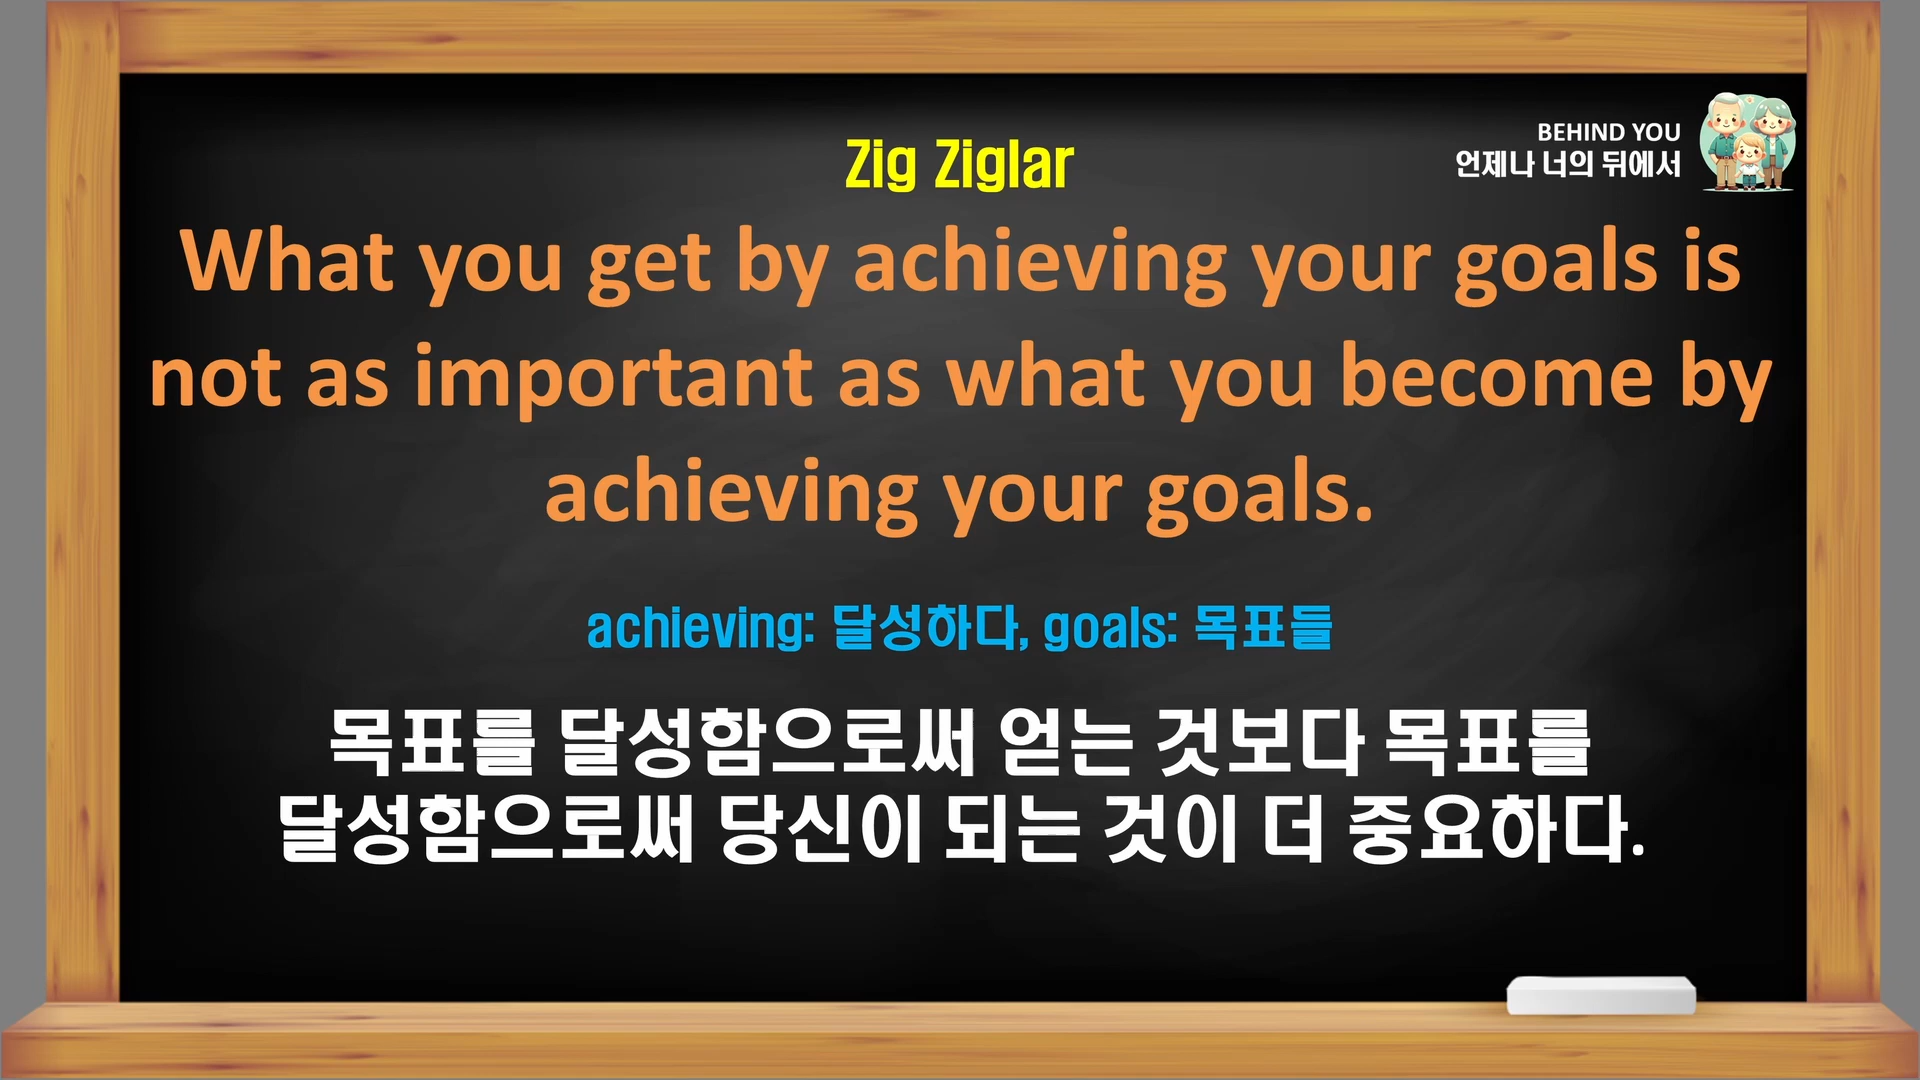 BEHIND YOU
언제나 너의 뒤에서
Zig Ziglar
What you get by achieving your goals is
not as important as what you become by
achieving your goals.
achieving: 달성하다, goals: 목표들
목표를 달성함으로써 얻는 것보다 목표를
달성함으로써 당신이 되는 것이 더 중요하다.